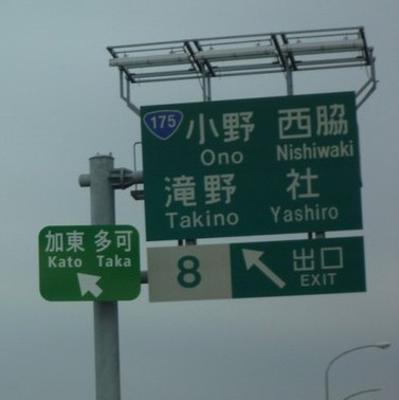 175 小野 西脇
Ono Nishiwaki
滝野 社
Takino Yashiro
加東 多可
Kato Taka
8 出口
EXIT